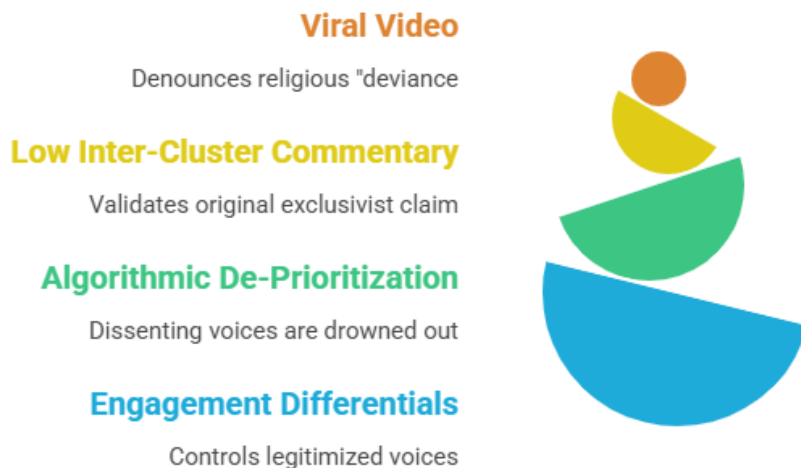 Viral Video
Denounces religious "deviance
Low Inter-Cluster Commentary
Validates original exclusivist claim
Algorithmic De-Prioritization
Dissenting voices are drowned out
Engagement Differentials
Controls legitimized voices